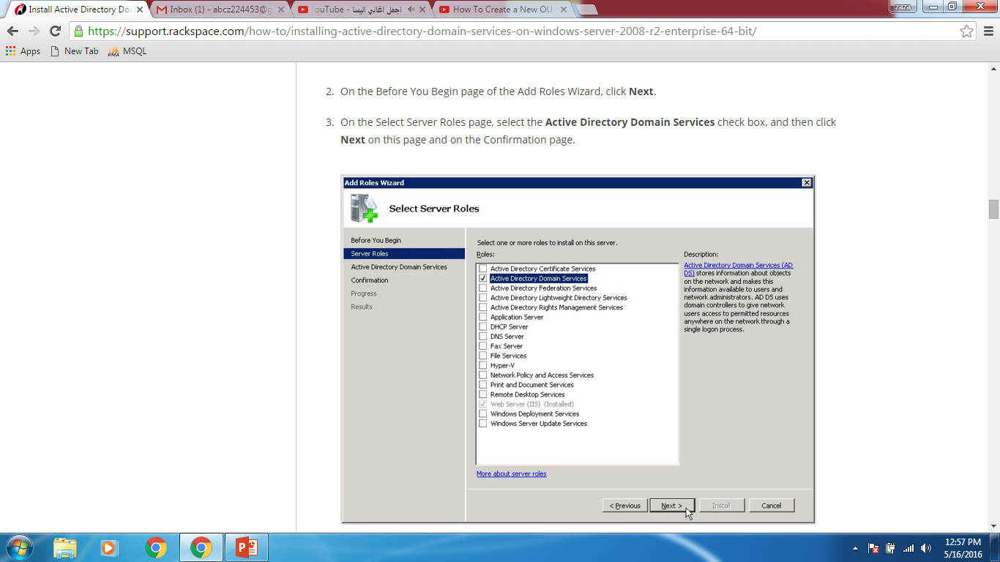 Install Active Directory Do
Inbox (1) - abcz224453@g
اجمل اغاني اليسا - YouTube
How To Create a New OU
zaza
https://support.rackspace.com/how-to/installing-active-directory-domain-services-on-windows-server-2008-r2-enterprise-64-bit/
Apps
New Tab
MSQL
2. On the Before You Begin page of the Add Roles Wizard, click Next.
3. On the Select Server Roles page, select the Active Directory Domain Services check box, and then click
Next on this page and on the Confirmation page.
Add Roles Wizard
Select Server Roles
Before You Begin
Server Roles
Active Directory Domain Services
Confirmation
Progress
Results
Select one or more roles to install on this server.
Roles:
Active Directory Certificate Services
Active Directory Domain Services
Active Directory Federation Services
Active Directory Lightweight Directory Services
Active Directory Rights Management Services
Application Server
DHCP Server
DNS Server
Fax Server
File Services
Hyper-V
Network Policy and Access Services
Print and Document Services
Remote Desktop Services
Web Server (IIS) (Installed)
Windows Deployment Services
Windows Server Update Services
More about server roles
Description:
Active Directory Domain Services (AD
DS) stores information about objects
on the network and makes this
information available to users and
network administrators. AD DS uses
domain controllers to give network
users access to permitted resources
anywhere on the network through a
single logon process.
< Previous
Next >
Install
Cancel
12:57 PM
5/16/2016